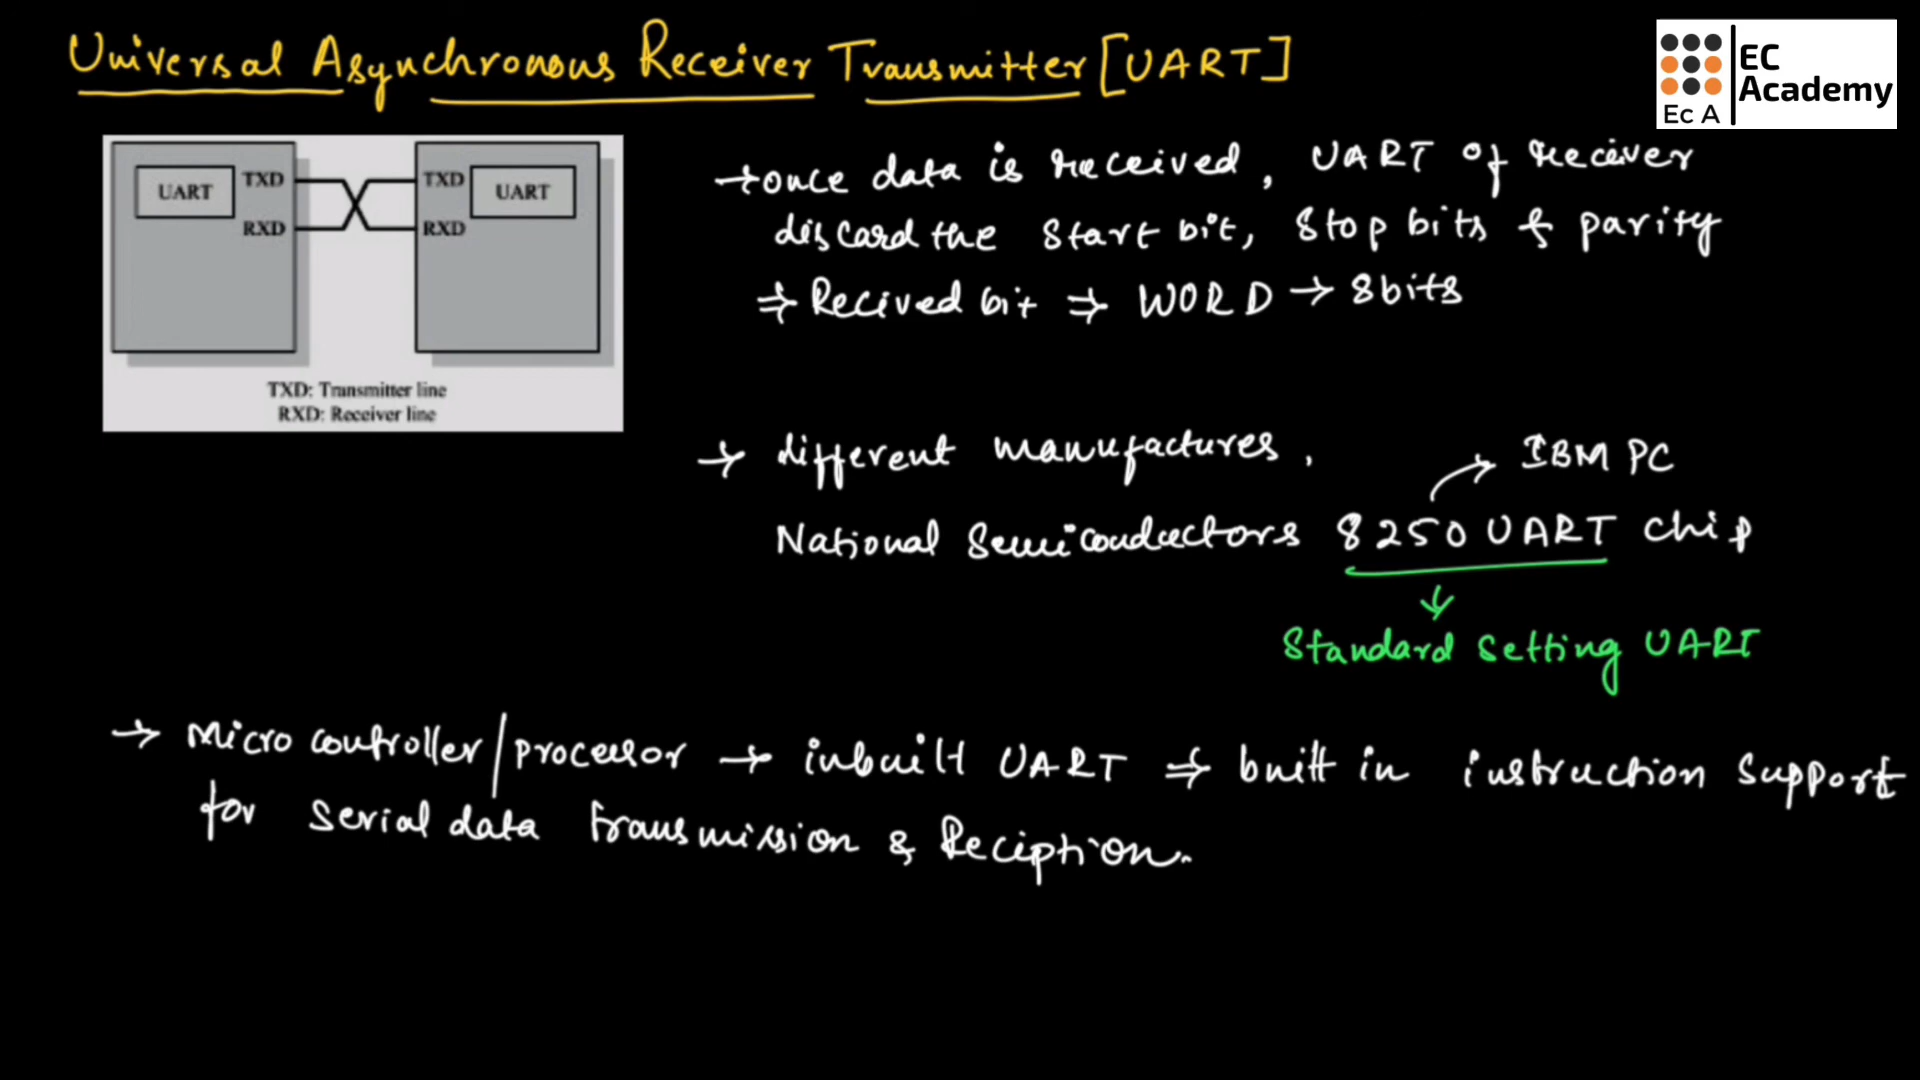 Universal Asynchronous Receiver Transmitter [UART]
EC
Academy
Ec A
UART TXD TXD UART
RXD RXD
TXD: Transmitter line
RXD: Receiver line
→ once data is received, UART of receiver
discard the start bit, stop bits & parity
⇒ Recived bit ⇒ WORD → 8bits
→ different manufactures,
IBM PC
National Semiconductors 8250 UART chip
Standard setting UART
→ Micro controller/processor → inbuilt UART ⇒ built in instruction support
for serial data transmission & Reciption.